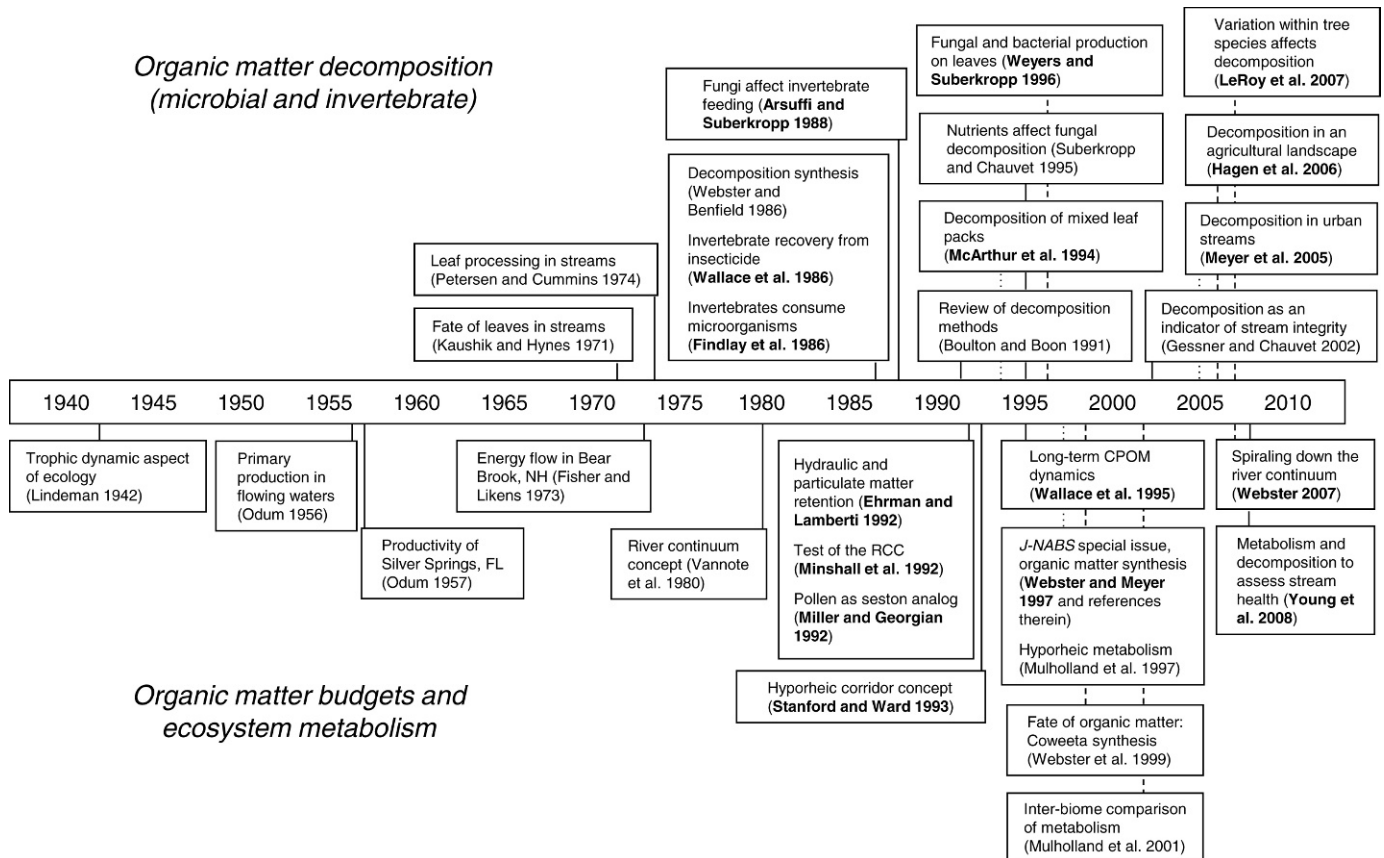 Organic matter decomposition
(microbial and invertebrate)
Fungi affect invertebrate
feeding (Arsuffi and
Suberkropp 1988)
Fungal and bacterial production
on leaves (Weyers and
Suberkropp 1996)
Variation within tree
species affects
decomposition
(LeRoy et al. 2007)
Nutrients affect fungal
decomposition (Suberkropp
and Chauvet 1995)
Decomposition in an
agricultural landscape
(Hagen et al. 2006)
Decomposition synthesis
(Webster and
Benfield 1986)
Invertebrate recovery from
insecticide
(Wallace et al. 1986)
Invertebrates consume
microorganisms
(Findlay et al. 1986)
Decomposition of mixed leaf
packs
(McArthur et al. 1994)
Decomposition in urban
streams
(Meyer et al. 2005)
Leaf processing in streams
(Petersen and Cummins 1974)
Fate of leaves in streams
(Kaushik and Hynes 1971)
Review of decomposition
methods
(Boulton and Boon 1991)
Decomposition as an
indicator of stream integrity
(Gessner and Chauvet 2002)
1940 1945 1950 1955 1960 1965 1970 1975 1980 1985 1990 1995 2000 2005 2010
Trophic dynamic aspect
of ecology
(Lindeman 1942)
Primary
production in
flowing waters
(Odum 1956)
Productivity of
Silver Springs, FL
(Odum 1957)
Energy flow in Bear
Brook, NH (Fisher and
Likens 1973)
River continuum
concept (Vannote
et al. 1980)
Hydraulic and
particulate matter
retention (Ehrman and
Lamberti 1992)
Test of the RCC
(Minshall et al. 1992)
Pollen as seston analog
(Miller and Georgian
1992)
Hyporheic corridor concept
(Stanford and Ward 1993)
Long-term CPOM
dynamics
(Wallace et al. 1995)
J-NABS special issue,
organic matter synthesis
(Webster and Meyer
1997 and references
therein)
Hyporheic metabolism
(Mulholland et al. 1997)
Fate of organic matter:
Coweeta synthesis
(Webster et al. 1999)
Inter-biome comparison
of metabolism
(Mulholland et al. 2001)
Spiraling down the
river continuum
(Webster 2007)
Metabolism and
decomposition to
assess stream
health (Young et
al. 2008)
Organic matter budgets and
ecosystem metabolism